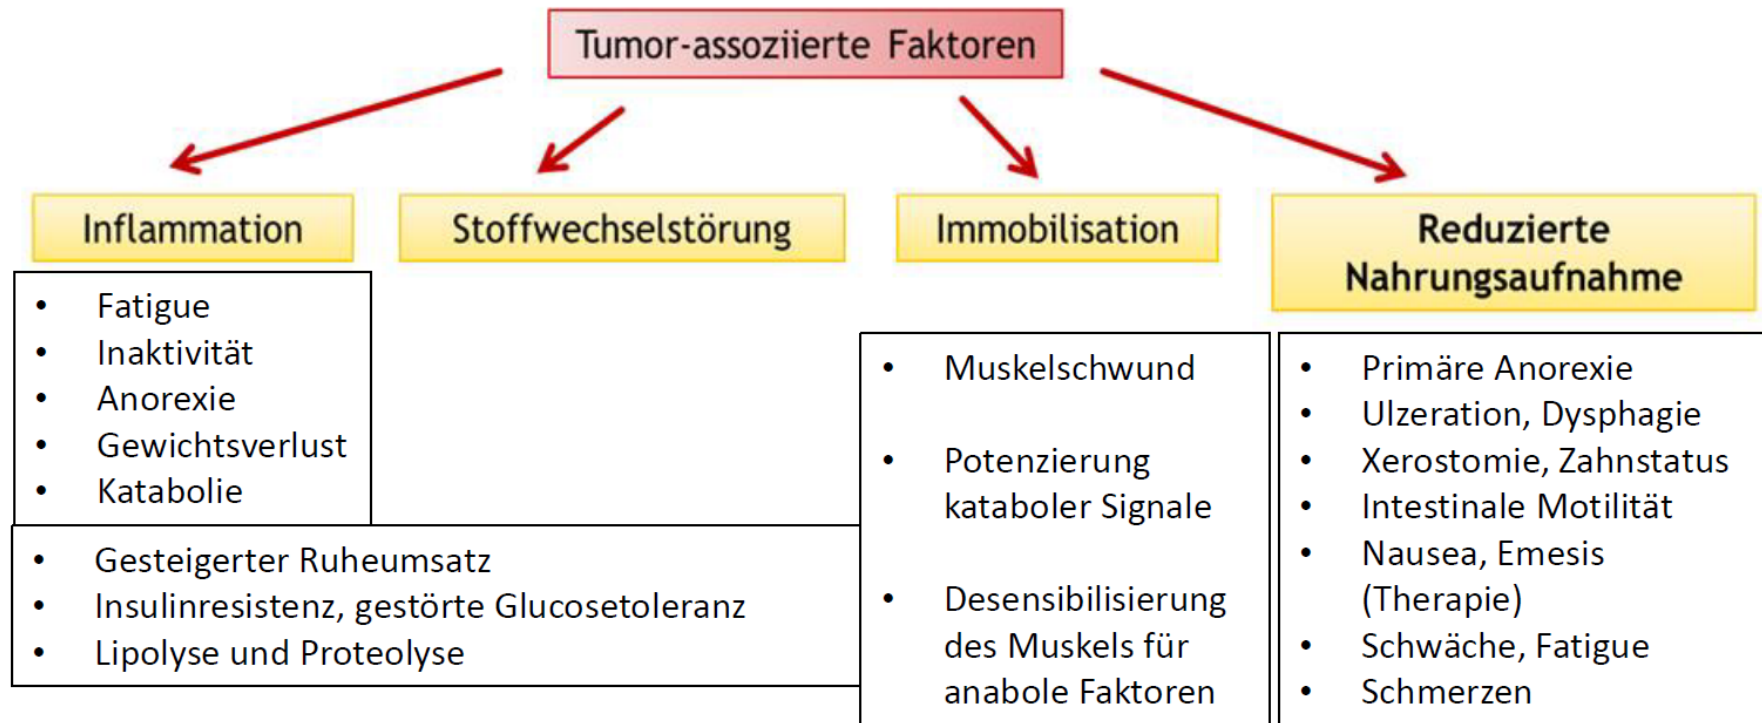 Tumor-assoziierte Faktoren
Inflammation
• Fatigue
• Inaktivität
• Anorexie
• Gewichtsverlust
• Katabolie
Stoffwechselstörung
• Gesteigerter Ruheumsatz
• Insulinresistenz, gestörte Glucosetoleranz
• Lipolyse und Proteolyse
Immobilisation
• Muskelschwund
• Potenzierung
kataboler Signale
• Desensibilisierung
des Muskels für
anabole Faktoren
Reduzierte
Nahrungsaufnahme
• Primäre Anorexie
• Ulzeration, Dysphagie
• Xerostomie, Zahnstatus
• Intestinale Motilität
• Nausea, Emesis
(Therapie)
• Schwäche, Fatigue
• Schmerzen